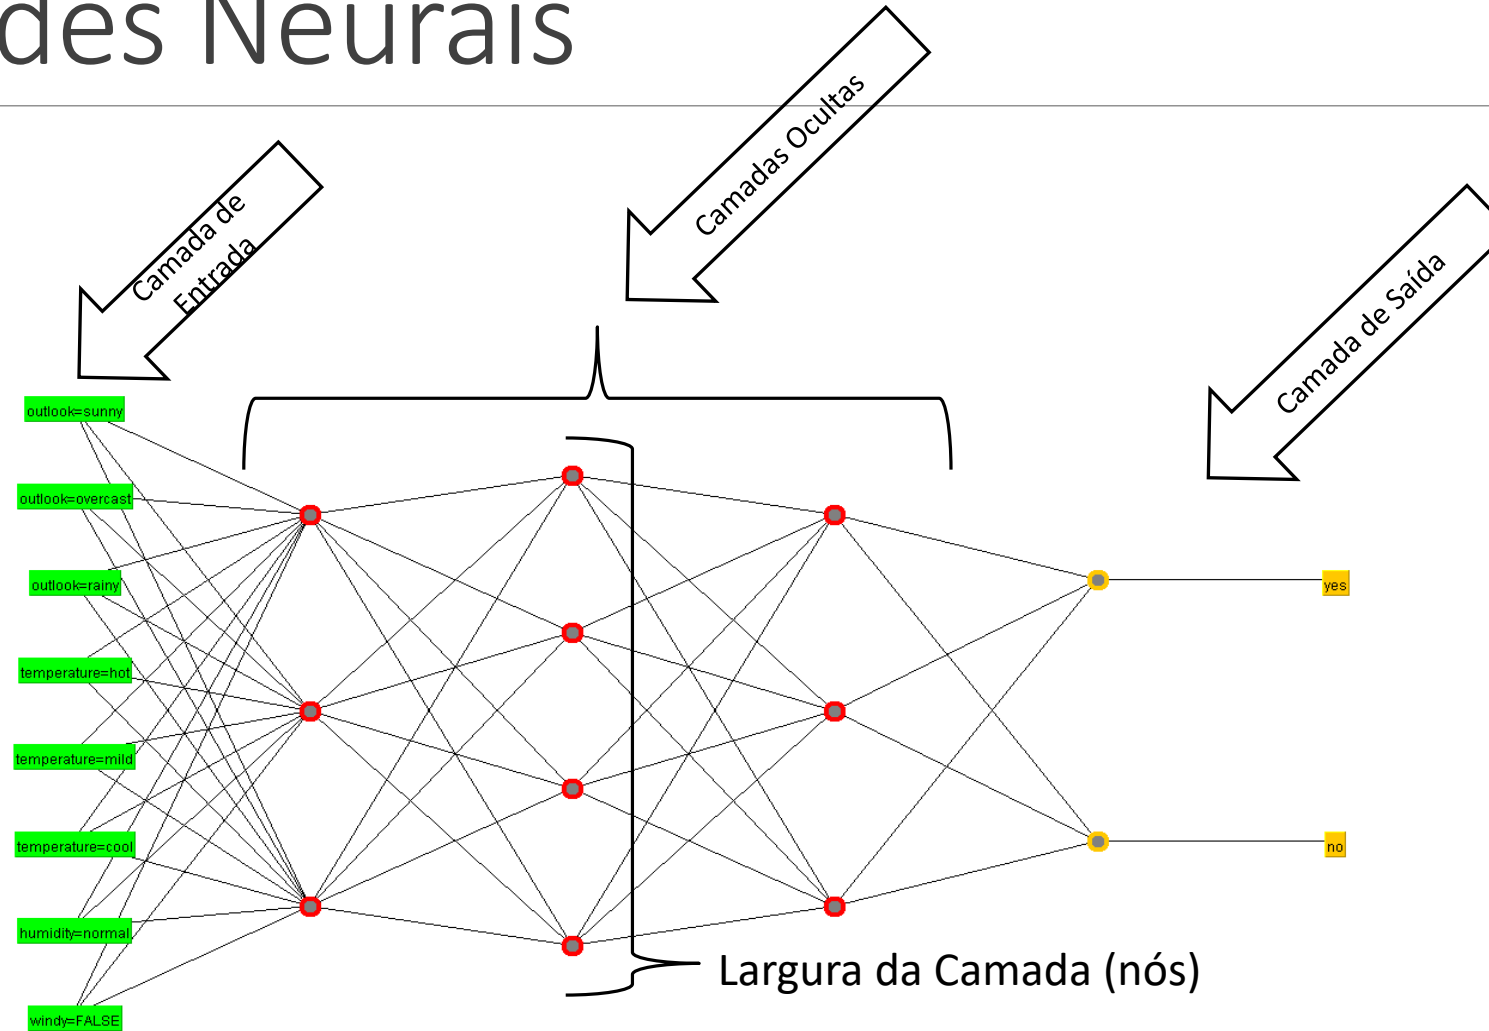 des Neurais
Camadas Ocultas
Camada de
Entrada
Camada de Saída
outlook=sunny
outlook=overcast
outlook=rainy
temperature=hot
temperature=mild
temperature=cool
humidity=normal
windy=FALSE
yes
no
Largura da Camada (nós)